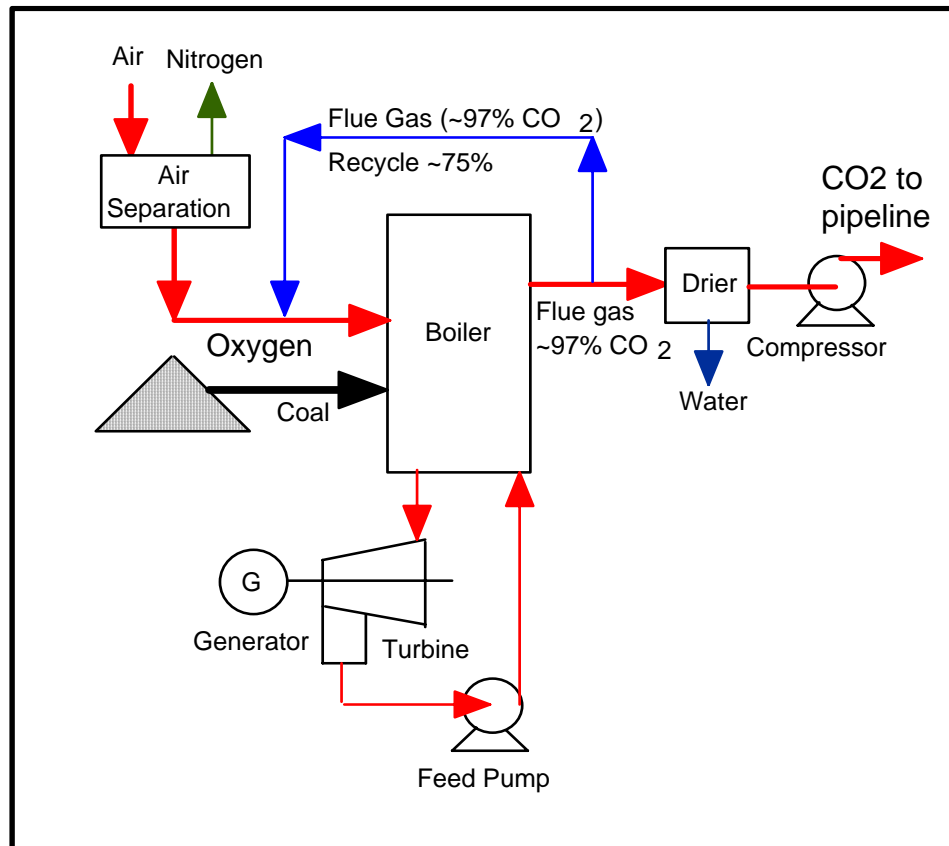 Air
Nitrogen
Flue Gas (~97% CO 2)
Recycle ~75%
Air
Separation
CO2 to
pipeline
Boiler
Drier
Oxygen
Flue gas
~97% CO 2
Compressor
Coal
Water
G
Generator
Turbine
Feed Pump